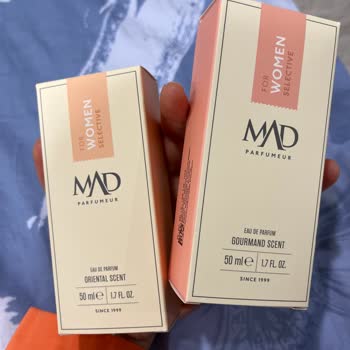 FOR
WOMEN
SELECTIVE
MAD
PARFUMEUR
EAU DE PARFUM
ORIENTAL SCENT
50 ml e 1.7 FL. OZ.
SINCE 1999
FOR
WOMEN
SELECTIVE
MAD
PARFUMEUR
EAU DE PARFUM
GOURMAND SCENT
50 ml e 1.7 FL. OZ.
SINCE 1999